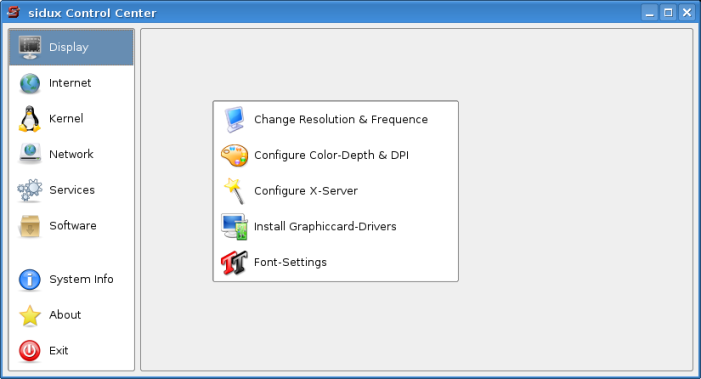 sidux Control Center
Display
Internet
Kernel
Network
Services
Software
System Info
About
Exit
Change Resolution & Frequence
Configure Color-Depth & DPI
Configure X-Server
Install Graphiccard-Drivers
Font-Settings